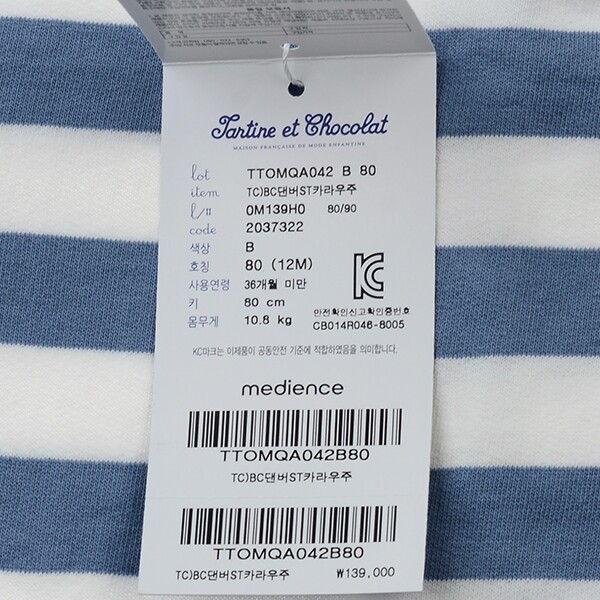 Tartine et Chocolat
MAISON FRANÇAISE DE MODE ENFANTINE
lot TTOMQA042 B 80
item TC)BC댄버ST카라우주
l/# 0M139H0 80/90
code 2037322
색상 B
호칭 80 (12M)
사용연령 36개월 미만
키 80 cm
몸무게 10.8 kg
KC
안전확인신고확인증번호
CB014R046-8005
KC마크는 이제품이 공동안전 기준에 적합하였음을 의미합니다.
medience
TTOMQA042B80
TC)BC댄버ST카라우주
TTOMQA042B80
TC)BC댄버ST카라우주 ₩139,000